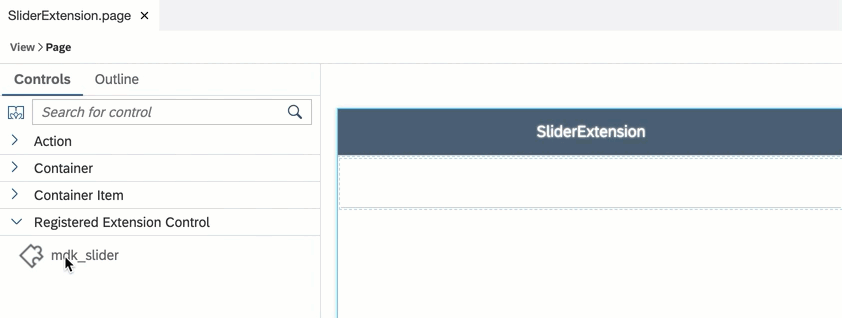 SliderExtension.page ×
View > Page
Controls Outline
Search for control
Action
Container
Container Item
Registered Extension Control
mdk_slider
SliderExtension